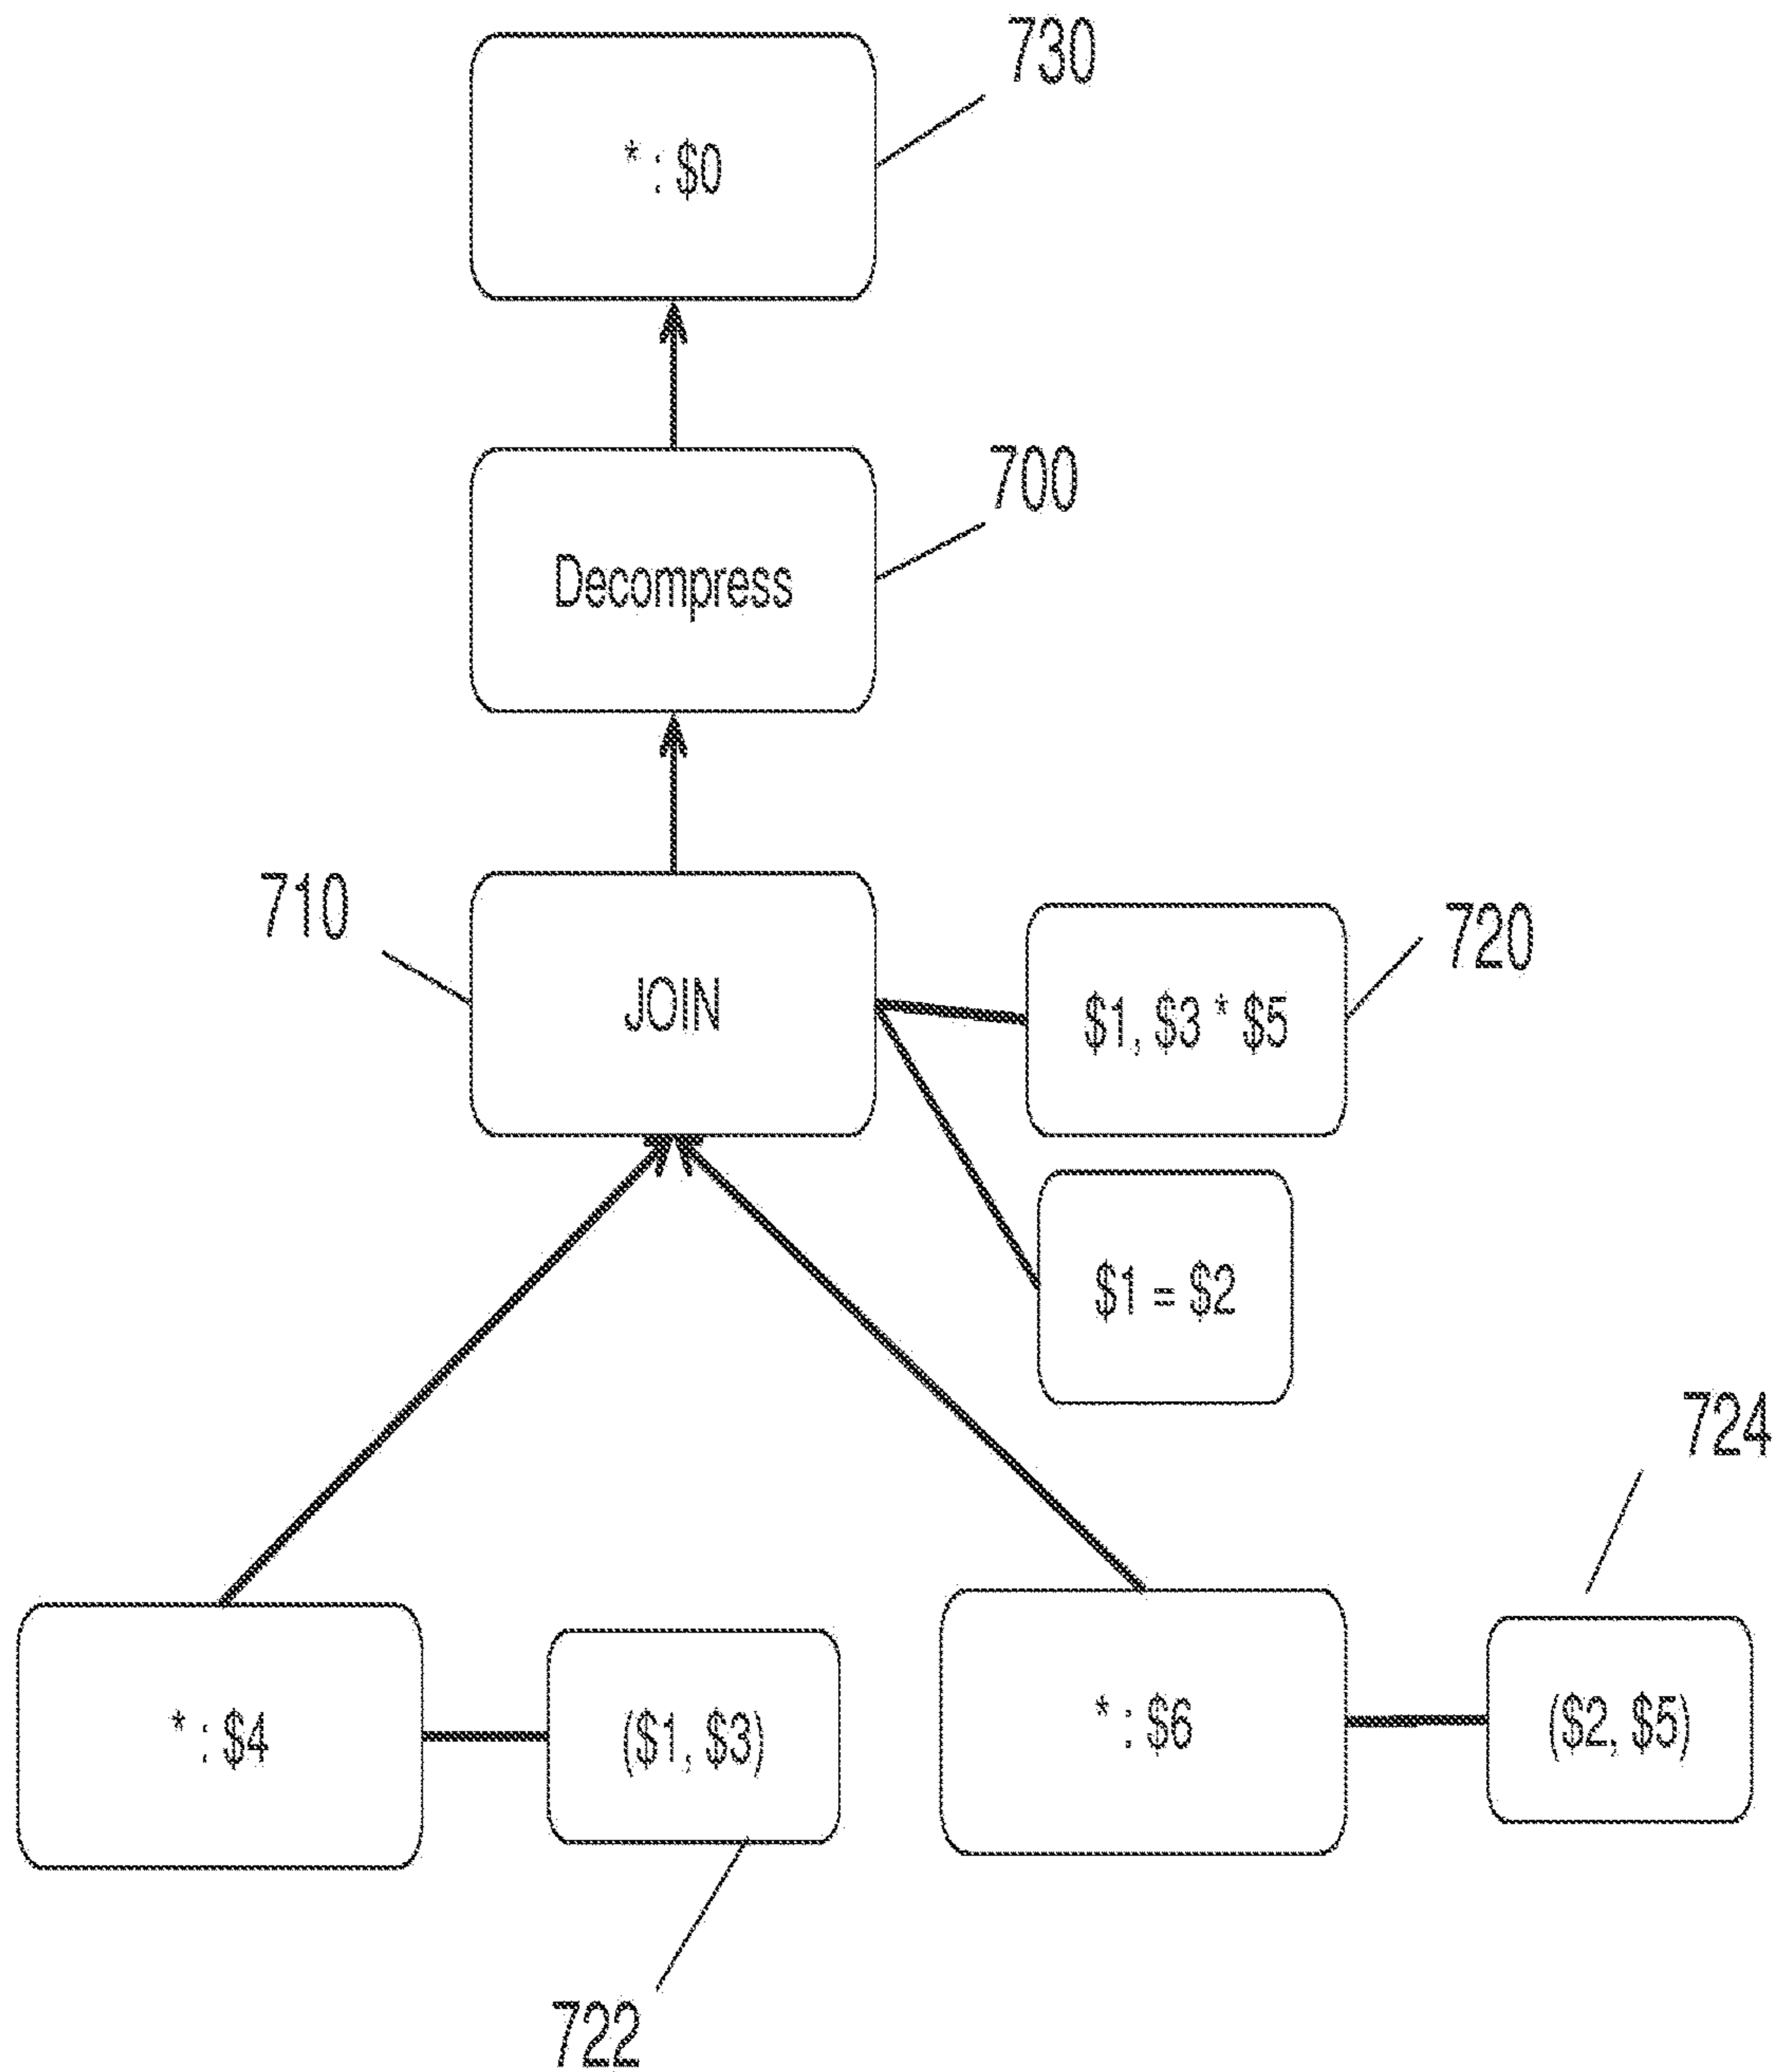 730
* : $0
700
Decompress
710
JOIN
720
$1, $3 * $5
$1 = $2
724
* : $4
($1, $3)
* : $6
($2, $5)
722